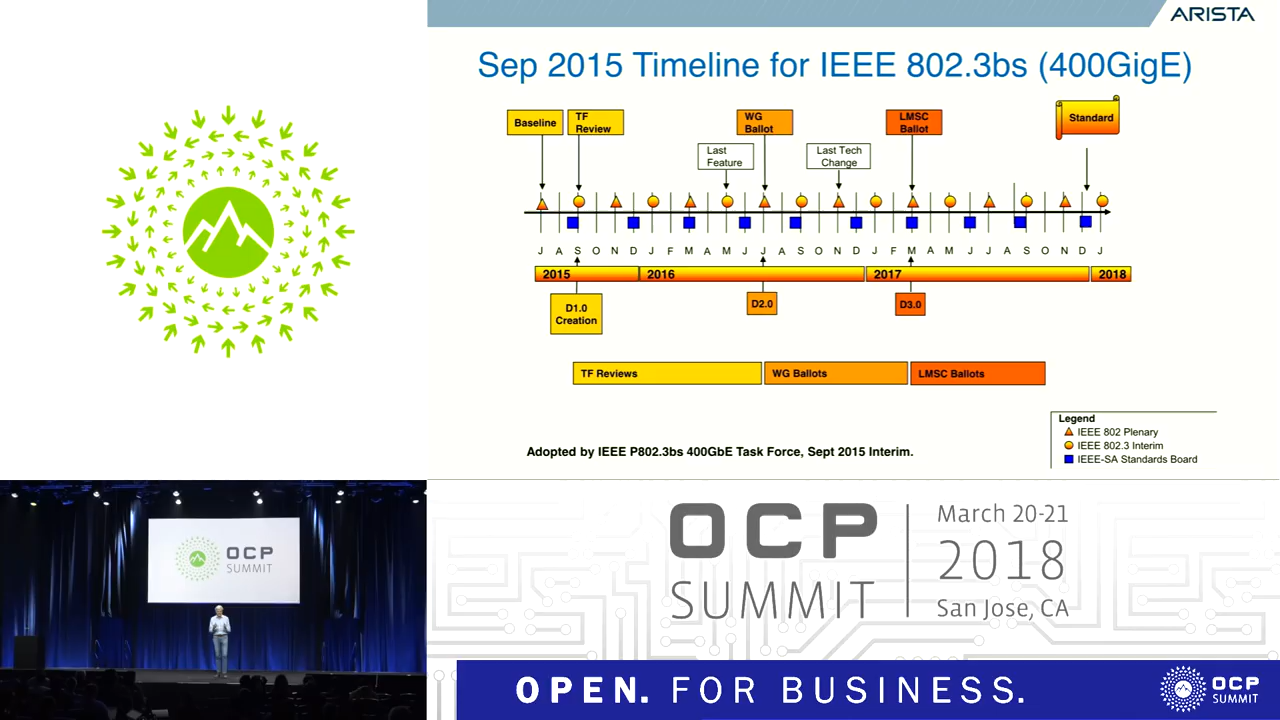 ARISTA
Sep 2015 Timeline for IEEE 802.3bs (400GigE)
Baseline
TF
Review
WG
Ballot
LMSC
Ballot
Standard
Last
Feature
Last Tech
Change
J A S O N D J F M A M J J A S O N D J F M A M J J A S O N D J
2015 2016 2017 2018
D1.0
Creation
D2.0
D3.0
TF Reviews WG Ballots LMSC Ballots
Legend
IEEE 802 Plenary
IEEE 802.3 Interim
IEEE-SA Standards Board
Adopted by IEEE P802.3bs 400GbE Task Force, Sept 2015 Interim.
OCP
SUMMIT
OCP
SUMMIT
March 20-21
2018
San Jose, CA
OPEN. FOR BUSINESS.
OCP
SUMMIT